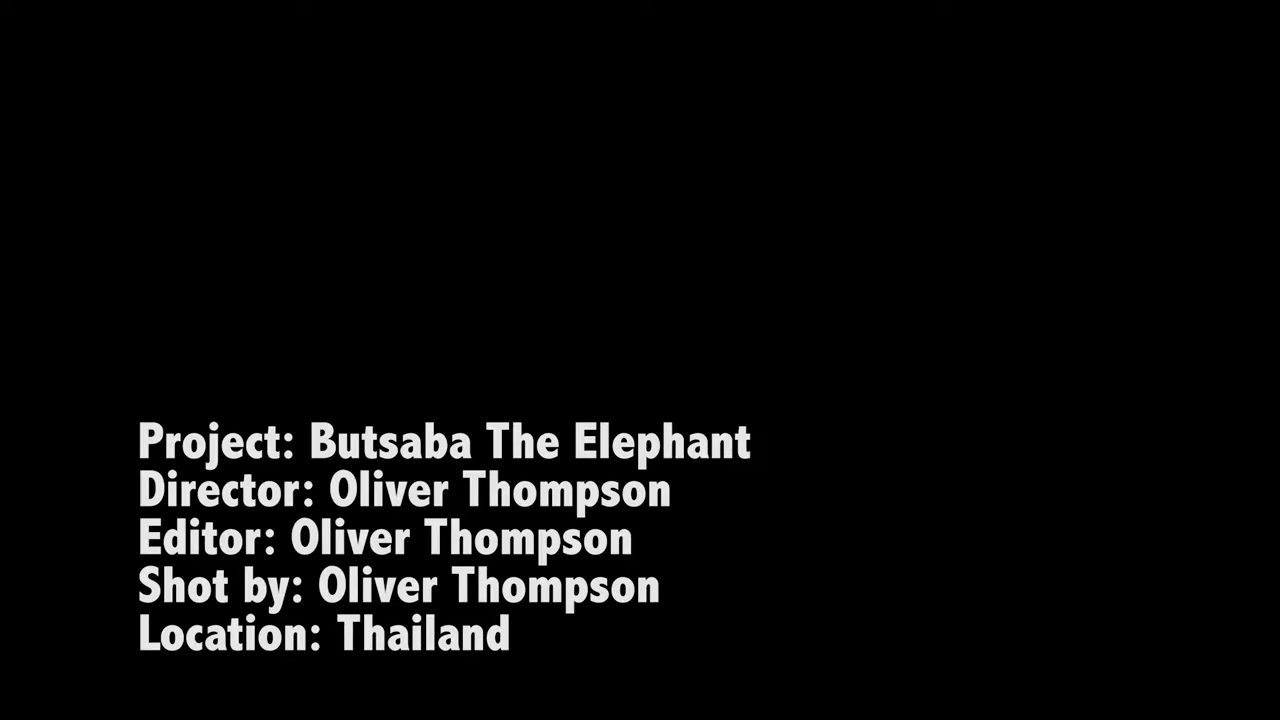 Project: Butsaba The Elephant
Director: Oliver Thompson
Editor: Oliver Thompson
Shot by: Oliver Thompson
Location: Thailand